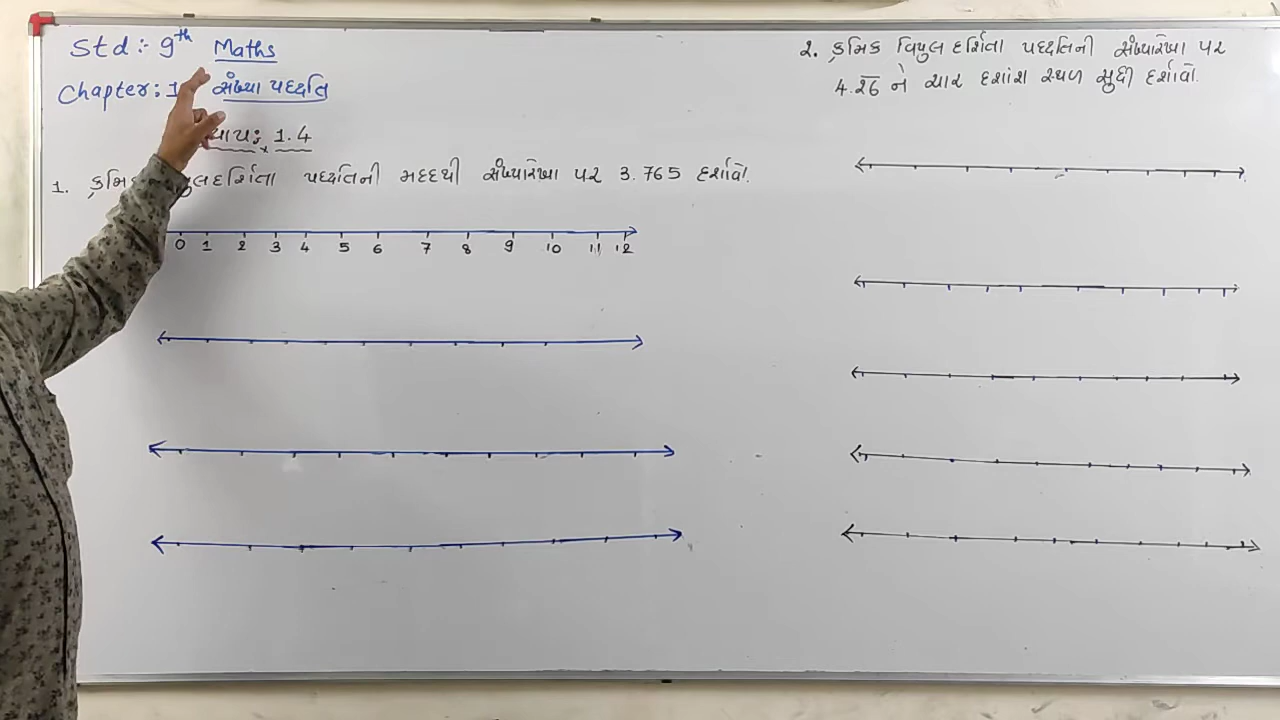 Std :- 9th Maths
Chapter: 1 સંખ્યા પદ્ધતિ
1.4
1. ક્રમિક વિપુલદર્શિતા પદ્ધતિની મદદથી સંખ્યારેખા પર 3.765 દર્શાવો.
0 1 2 3 4 5 6 7 8 9 10 11 12
2. ક્રમિક વિપુલ દર્શિતા પદ્ધતિની સંખ્યારેખા પર
4.26 ને ચાર દશાંશ સ્થળ સુધી દર્શાવો.